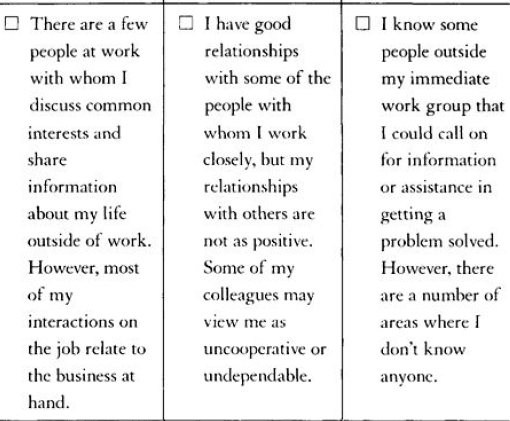 ☐ There are a few
people at work
with whom I
discuss common
interests and
share
information
about my life
outside of work.
However, most
of my
interactions on
the job relate to
the business at
hand.
☐ I have good
relationships
with some of the
people with
whom I work
closely, but my
relationships
with others are
not as positive.
Some of my
colleagues may
view me as
uncooperative or
undependable.
☐ I know some
people outside
my immediate
work group that
I could call on
for information
or assistance in
getting a
problem solved.
However, there
are a number of
areas where I
don't know
anyone.